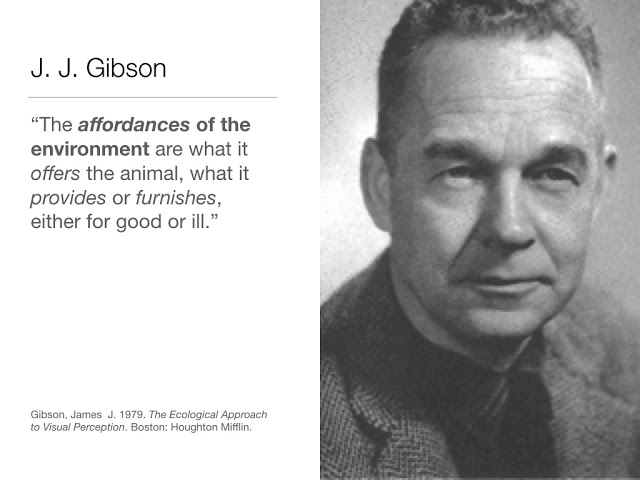 J. J. Gibson
“The affordances of the
environment are what it
offers the animal, what it
provides or furnishes,
either for good or ill.”
Gibson, James  J. 1979. The Ecological Approach
to Visual Perception. Boston: Houghton Mifflin.